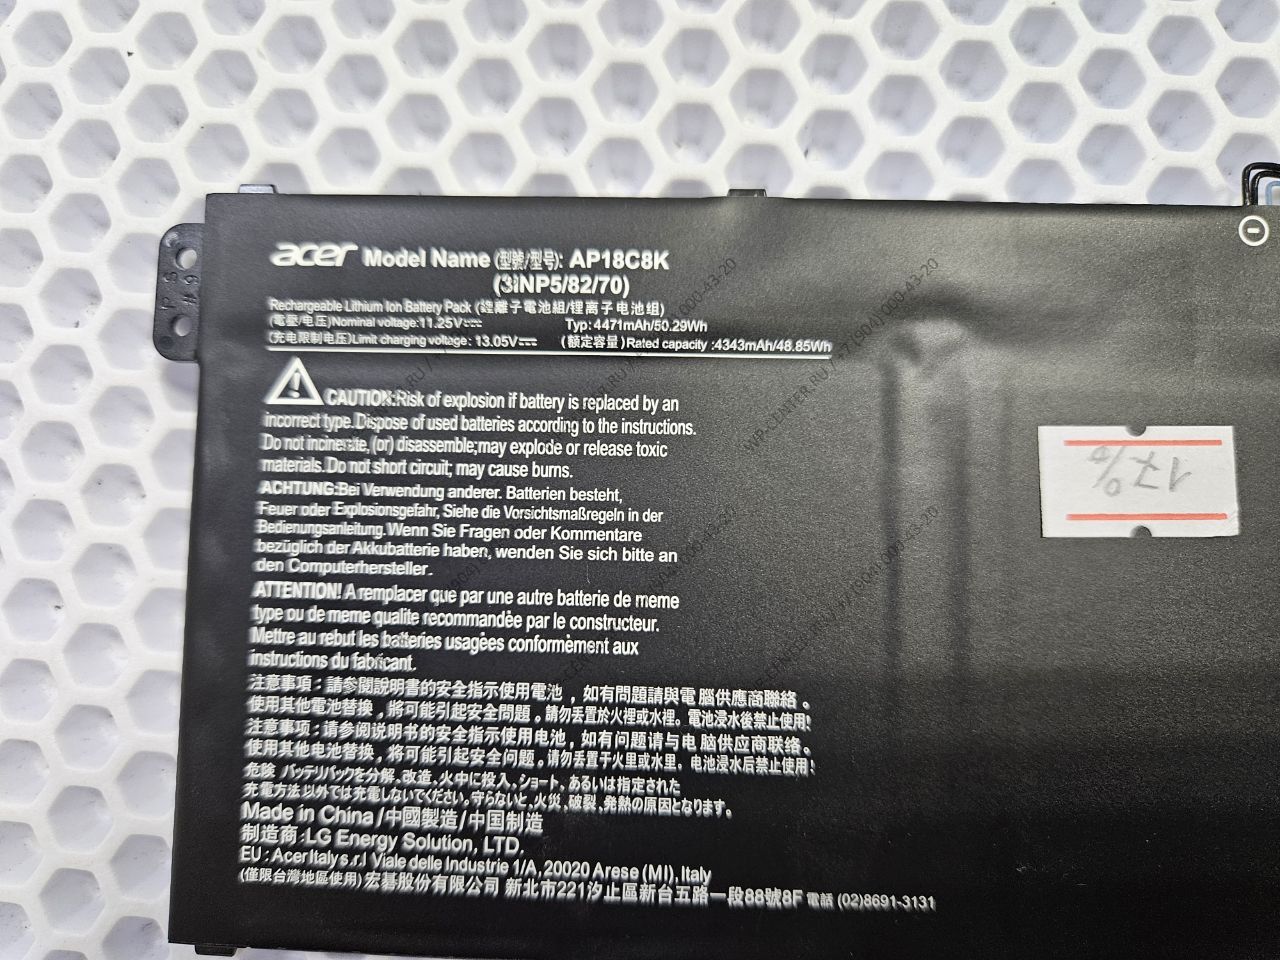 acer Model Name (型號/型号): AP18C8K
(3INP5/82/70)
Rechargeable Lithium Ion Battery Pack (鋰離子電池組/锂离子电池组)
(電壓/电压)Nominal voltage:11.25V⎓ Typ: 4471mAh/50.29Wh
(充电限制电压)Limit charging voltage: 13.05V⎓ (額定容量)Rated capacity :4343mAh/48.85Wh
CAUTION:Risk of explosion if battery is replaced by an
incorrect type.Dispose of used batteries according to the instructions.
Do not incinerate, (or) disassemble;may explode or release toxic
materials.Do not short circuit; may cause burns.
ACHTUNG:Bei Verwendung anderer. Batterien besteht,
Feuer oder Explosionsgefahr, Siehe die Vorsichtsmaßregeln in der
Bedienungsanleitung.Wenn Sie Fragen oder Kommentare
bezüglich der Akkubatterie haben, wenden Sie sich bitte an
den Computerhersteller.
ATTENTION! A remplacer que par une autre batterie de meme
type ou de meme qualite recommandée par le constructeur.
Mettre au rebut les batteries usagées conformèment aux
instructions du fabricant.
注意事項：請參閱說明書的安全指示使用電池，如有問題請與電 腦供應商聯絡。
使用其他電池替換，將可能引起安全問題。請勿丟置於火裡或水裡。電池浸水後禁止使用!
注意事项：请参阅说明书的安全指示使用电池，如有问题请与电 脑供应商联络。
使用其他电池替换，将可能引起安全问题。请勿丢置于火里或水里。电池浸水后禁止使用!
危険 バッテリパックを分解、改造、火中に投入、ショート、あるいは指定された
充電方法以外では充電しないでください。守らないと、火災、破裂、発熱の原因となります。
Made in China/中國製造/中国制造
制造商:LG Energy Solution, LTD.
EU : Acer Italy s.r.l Viale delle Industrie 1/A, 20020 Arese (MI), Italy
(僅限台灣地區使用) 宏碁股份有限公司 新北市221汐止區新台五路一段88號8F 電話 (02)8691-3131
17%